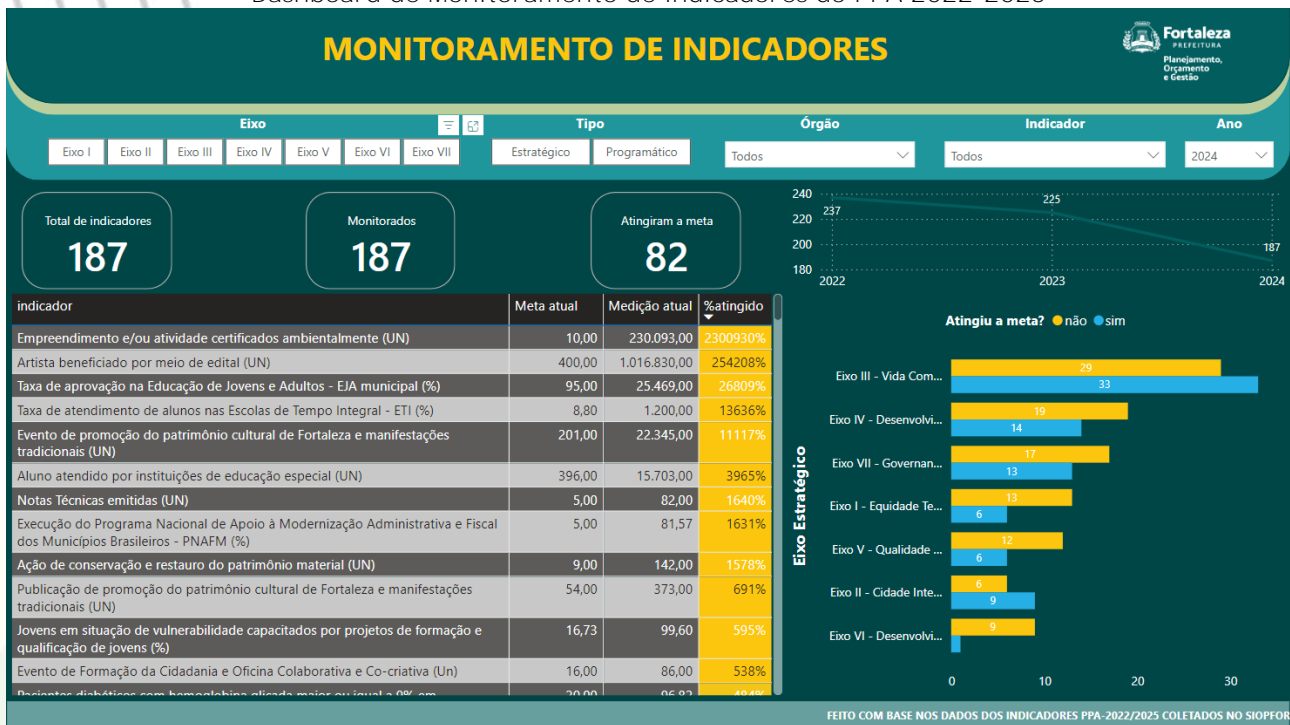 MONITORAMENTO DE INDICADORES
Fortaleza
PREFEITURA
Planejamento,
Orçamento
e Gestão
Eixo
Tipo
Órgão
Indicador
Ano
Eixo I
Eixo II
Eixo III
Eixo IV
Eixo V
Eixo VI
Eixo VII
Estratégico
Programático
Todos
Todos
2024
Total de indicadores
187
Monitorados
187
Atingiram a meta
82
240
220
200
180
237
225
187
2022
2023
2024
indicador Meta atual Medição atual %atingido
Empreendimento e/ou atividade certificados ambientalmente (UN) 10,00 230.093,00 2300930%
Artista beneficiado por meio de edital (UN) 400,00 1.016.830,00 254208%
Taxa de aprovação na Educação de Jovens e Adultos - EJA municipal (%) 95,00 25.469,00 26809%
Taxa de atendimento de alunos nas Escolas de Tempo Integral - ETI (%) 8,80 1.200,00 13636%
Evento de promoção do patrimônio cultural de Fortaleza e manifestações 201,00 22.345,00 11117%
tradicionais (UN)
Aluno atendido por instituições de educação especial (UN) 396,00 15.703,00 3965%
Notas Técnicas emitidas (UN) 5,00 82,00 1640%
Execução do Programa Nacional de Apoio à Modernização Administrativa e Fiscal 5,00 81,57 1631%
dos Municípios Brasileiros - PNAFM (%)
Ação de conservação e restauro do patrimônio material (UN) 9,00 142,00 1578%
Publicação de promoção do patrimônio cultural de Fortaleza e manifestações 54,00 373,00 691%
tradicionais (UN)
Jovens em situação de vulnerabilidade capacitados por projetos de formação e 16,73 99,60 595%
qualificação de jovens (%)
Evento de Formação da Cidadania e Oficina Colaborativa e Co-criativa (Un) 16,00 86,00 538%
Atingiu a meta? não sim
Eixo Estratégico
Eixo III - Vida Com... 29
33
Eixo IV - Desenvolvi... 19
14
Eixo VII - Governan... 17
13
Eixo I - Equidade Te... 13
6
Eixo V - Qualidade ... 12
6
Eixo II - Cidade Inte... 6
9
Eixo VI - Desenvolvi... 9
0 10 20 30
FEITO COM BASE NOS DADOS DOS INDICADORES PPA-2022/2025 COLETADOS NO SIOPFOR